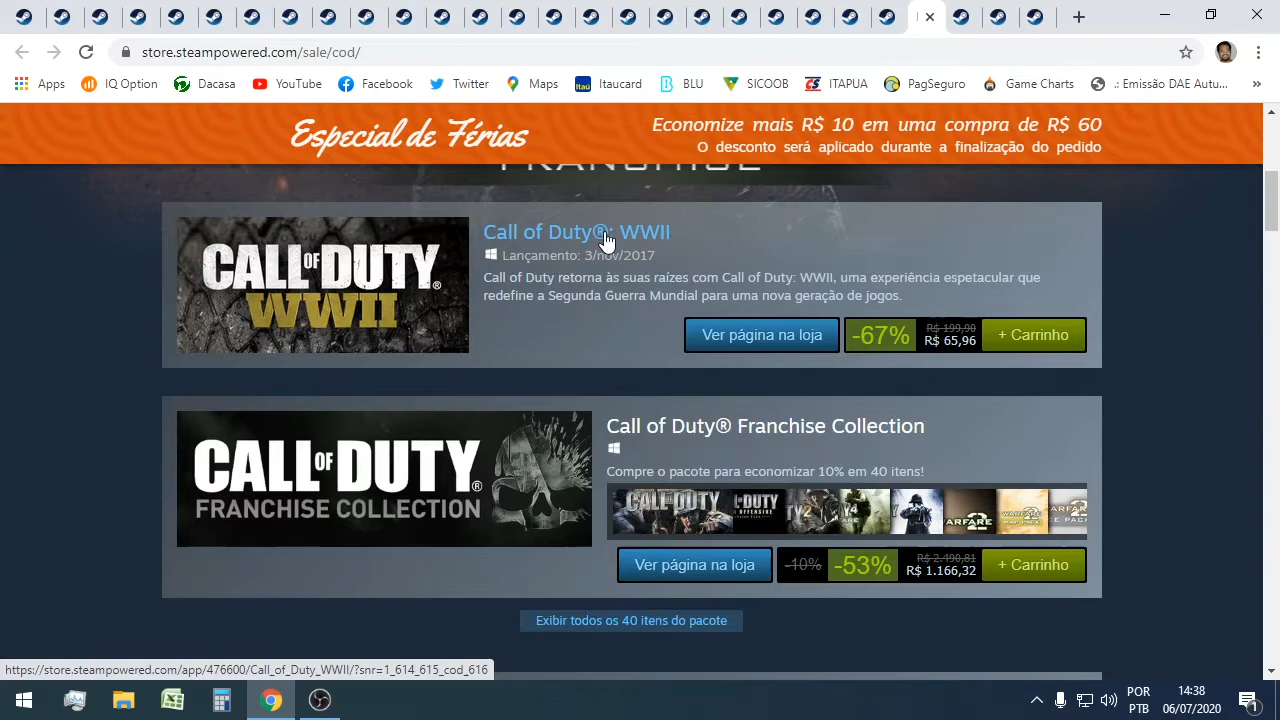 store.steampowered.com/sale/cod/
Apps
IQ Option
Dacasa
YouTube
Facebook
Twitter
Maps
Itaú
Itaucard
BLU
SICOOB
ITAPUA
PagSeguro
Game Charts
.: Emissão DAE Autu...
»
Especial de Férias
Economize mais R$ 10 em uma compra de R$ 60
O desconto será aplicado durante a finalização do pedido
FRANCHISE
CALL OF DUTY®
WWII
Call of Duty®: WWII
Lançamento: 3/nov/2017
Call of Duty retorna às suas raízes com Call of Duty: WWII, uma experiência espetacular que
redefine a Segunda Guerra Mundial para uma nova geração de jogos.
Ver página na loja
-67%
R$ 199,90
R$ 65,96
+ Carrinho
CALL OF DUTY®
FRANCHISE COLLECTION
Call of Duty® Franchise Collection
Compre o pacote para economizar 10% em 40 itens!
Ver página na loja
-10%
-53%
R$ 2.490,81
R$ 1.166,32
+ Carrinho
Exibir todos os 40 itens do pacote
https://store.steampowered.com/app/476600/Call_of_Duty_WWII/?snr=1_614_615_cod_616
POR
PTB
14:38
06/07/2020
1